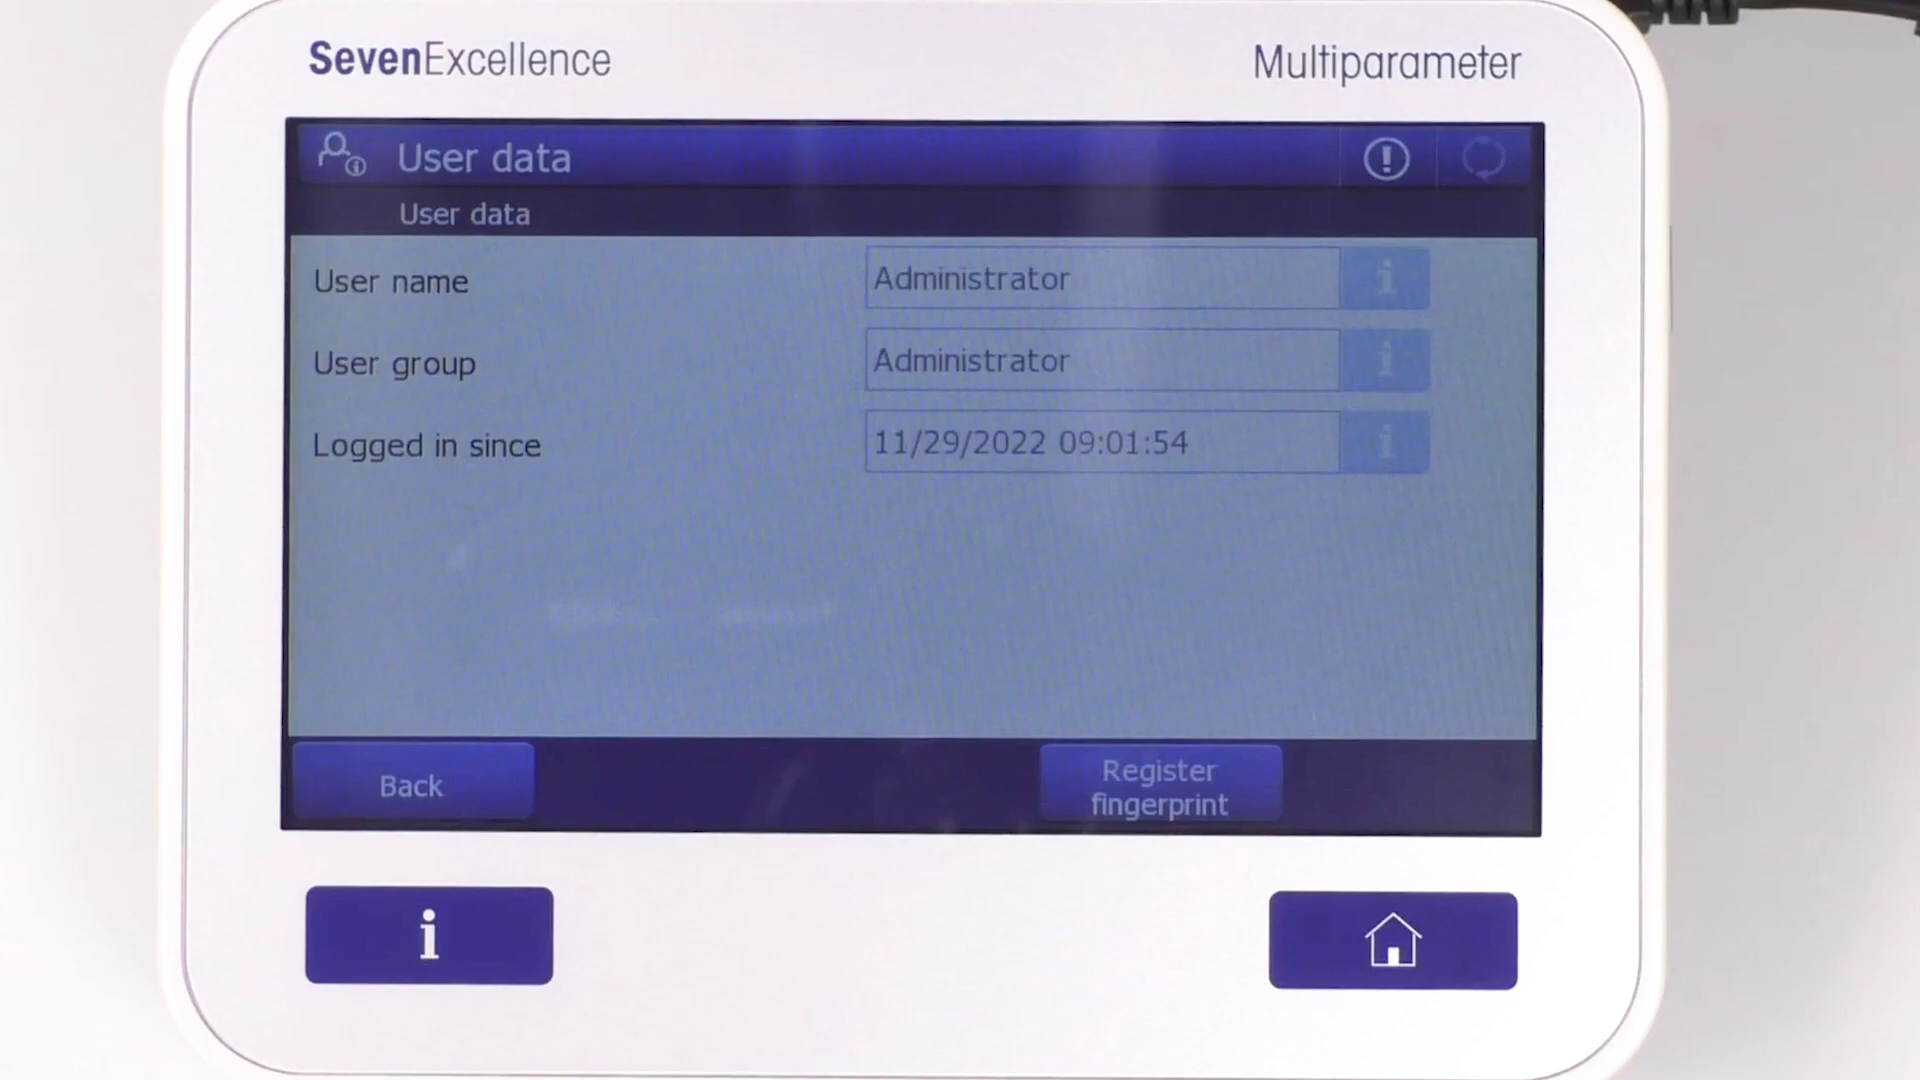 SevenExcellence
Multiparameter
User data
User data
User name
Administrator
User group
Administrator
Logged in since
11/29/2022 09:01:54
Back
Register
fingerprint